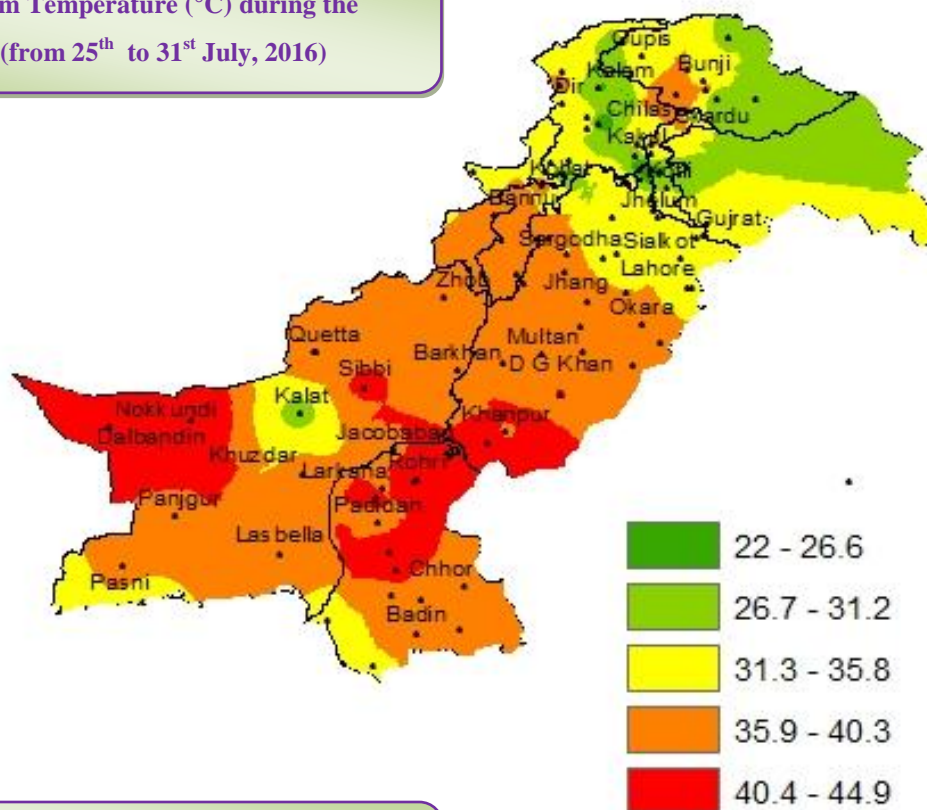 m Temperature (°C) during the
(from 25th to 31st July, 2016)
Gupis
Kalam
Bunji
Dir
Chilas
Skardu
Kakul
Kohat
Kotli
Bannu
Jhelum
Gujrat
Sargodha
Sialkot
Lahore
Zhob
Jhang
Okara
Quetta
Multan
Barkhan
D G Khan
Sibbi
Kalat
Khanpur
Nokkundi
Jacobabad
Dalbandin
Khuzdar
Rohri
Larkana
Panjgur
Padidan
Las bella
Chhor
Pasni
Badin
22 - 26.6
26.7 - 31.2
31.3 - 35.8
35.9 - 40.3
40.4 - 44.9